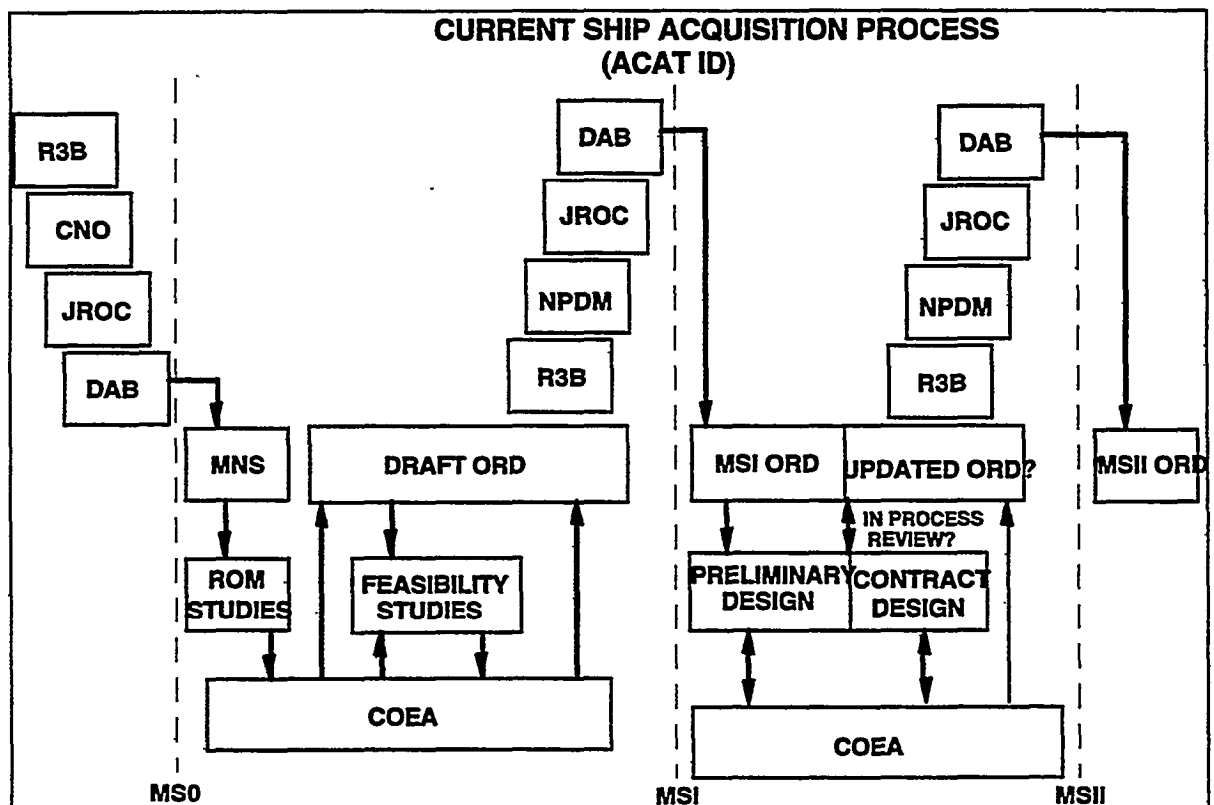 CURRENT SHIP ACQUISITION PROCESS
(ACAT ID)
R3B
CNO
JROC
DAB
DAB
JROC
NPDM
R3B
DAB
JROC
NPDM
R3B
MNS
DRAFT ORD
MSI ORD
UPDATED ORD?
MSII ORD
IN PROCESS
REVIEW?
ROM
STUDIES
FEASIBILITY
STUDIES
PRELIMINARY
DESIGN
CONTRACT
DESIGN
COEA
COEA
MS0
MSI
MSII